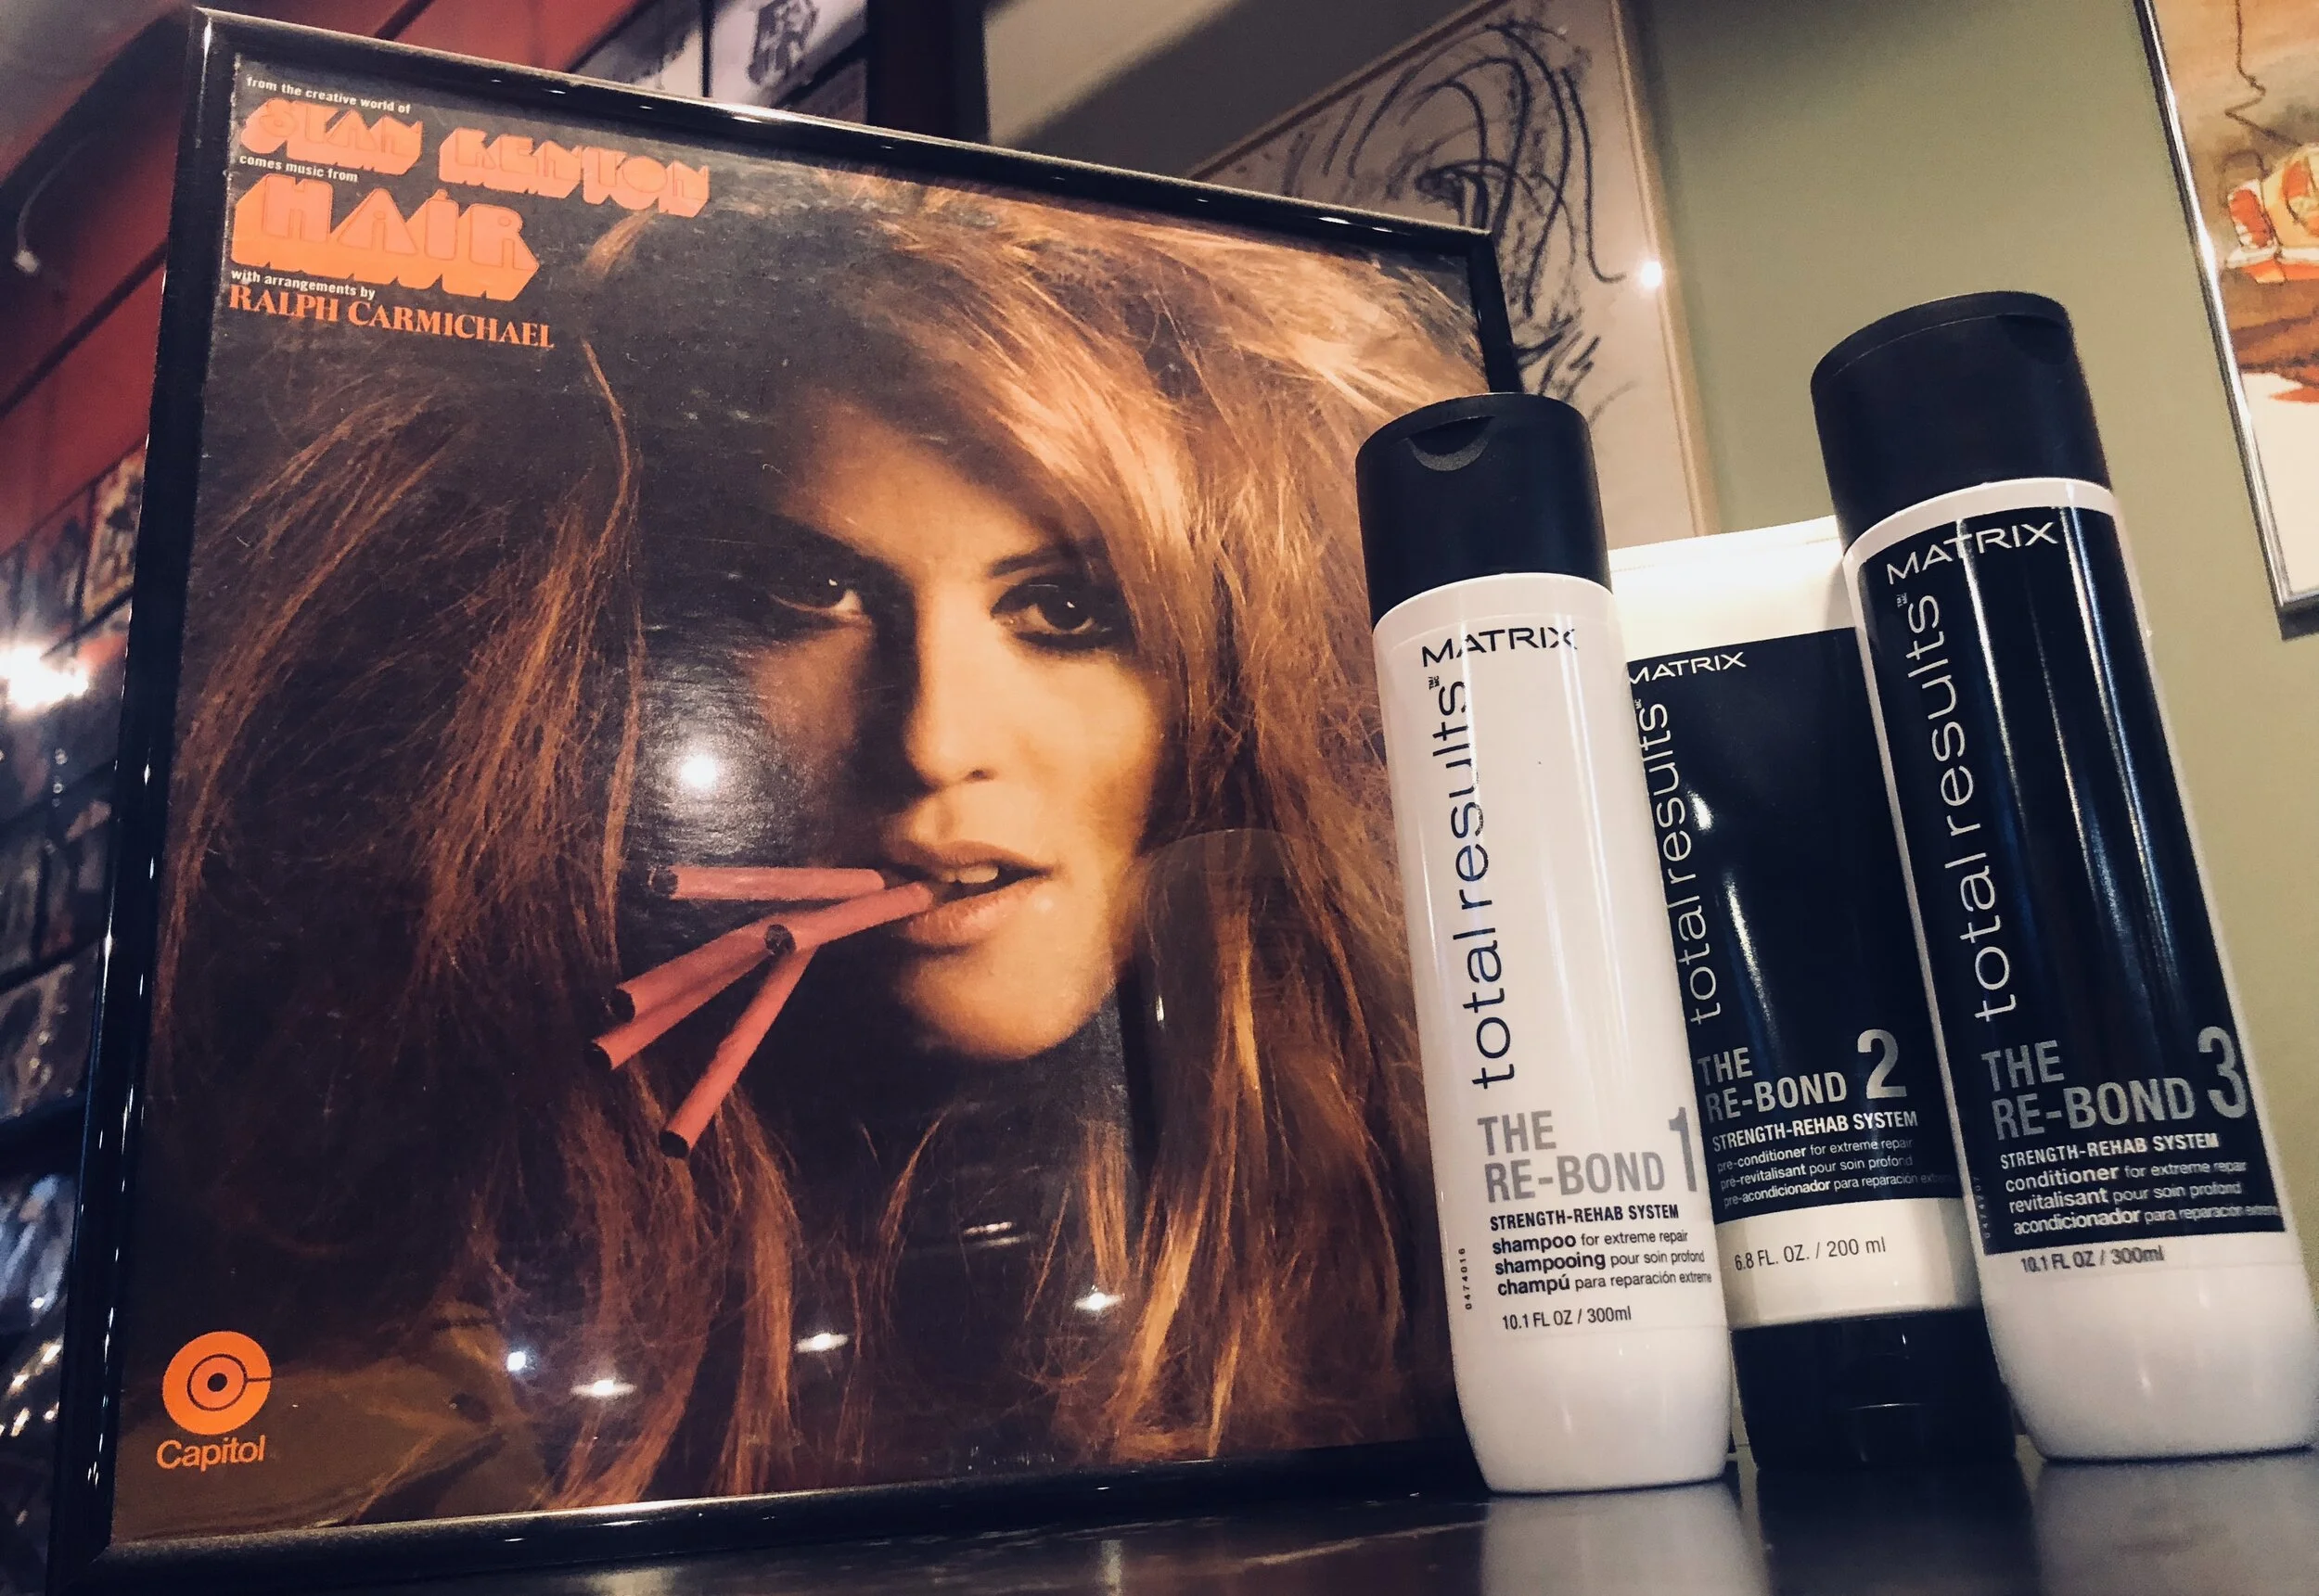 from the creative world of
STAN KENTON
comes music from
HAIR
with arrangements by
RALPH CARMICHAEL
Capitol
MATRIX
total results™/MC
THE
RE-BOND 1
STRENGTH-REHAB SYSTEM
shampoo for extreme repair
shampooing pour soin profond
champú para reparación extreme
10.1 FL OZ / 300ml
0474016
MATRIX
total results
THE
RE-BOND 2
STRENGTH-REHAB SYSTEM
pre-conditioner for extreme repair
pre-revitalisant pour soin profond
pre-acondicionador para reparación
6.8 FL. OZ. / 200 ml
MATRIX
total results™/MC
THE
RE-BOND 3
STRENGTH-REHAB SYSTEM
conditioner for extreme repair
revitalisant pour soin profond
acondicionador para reparación
10.1 FL OZ / 300ml